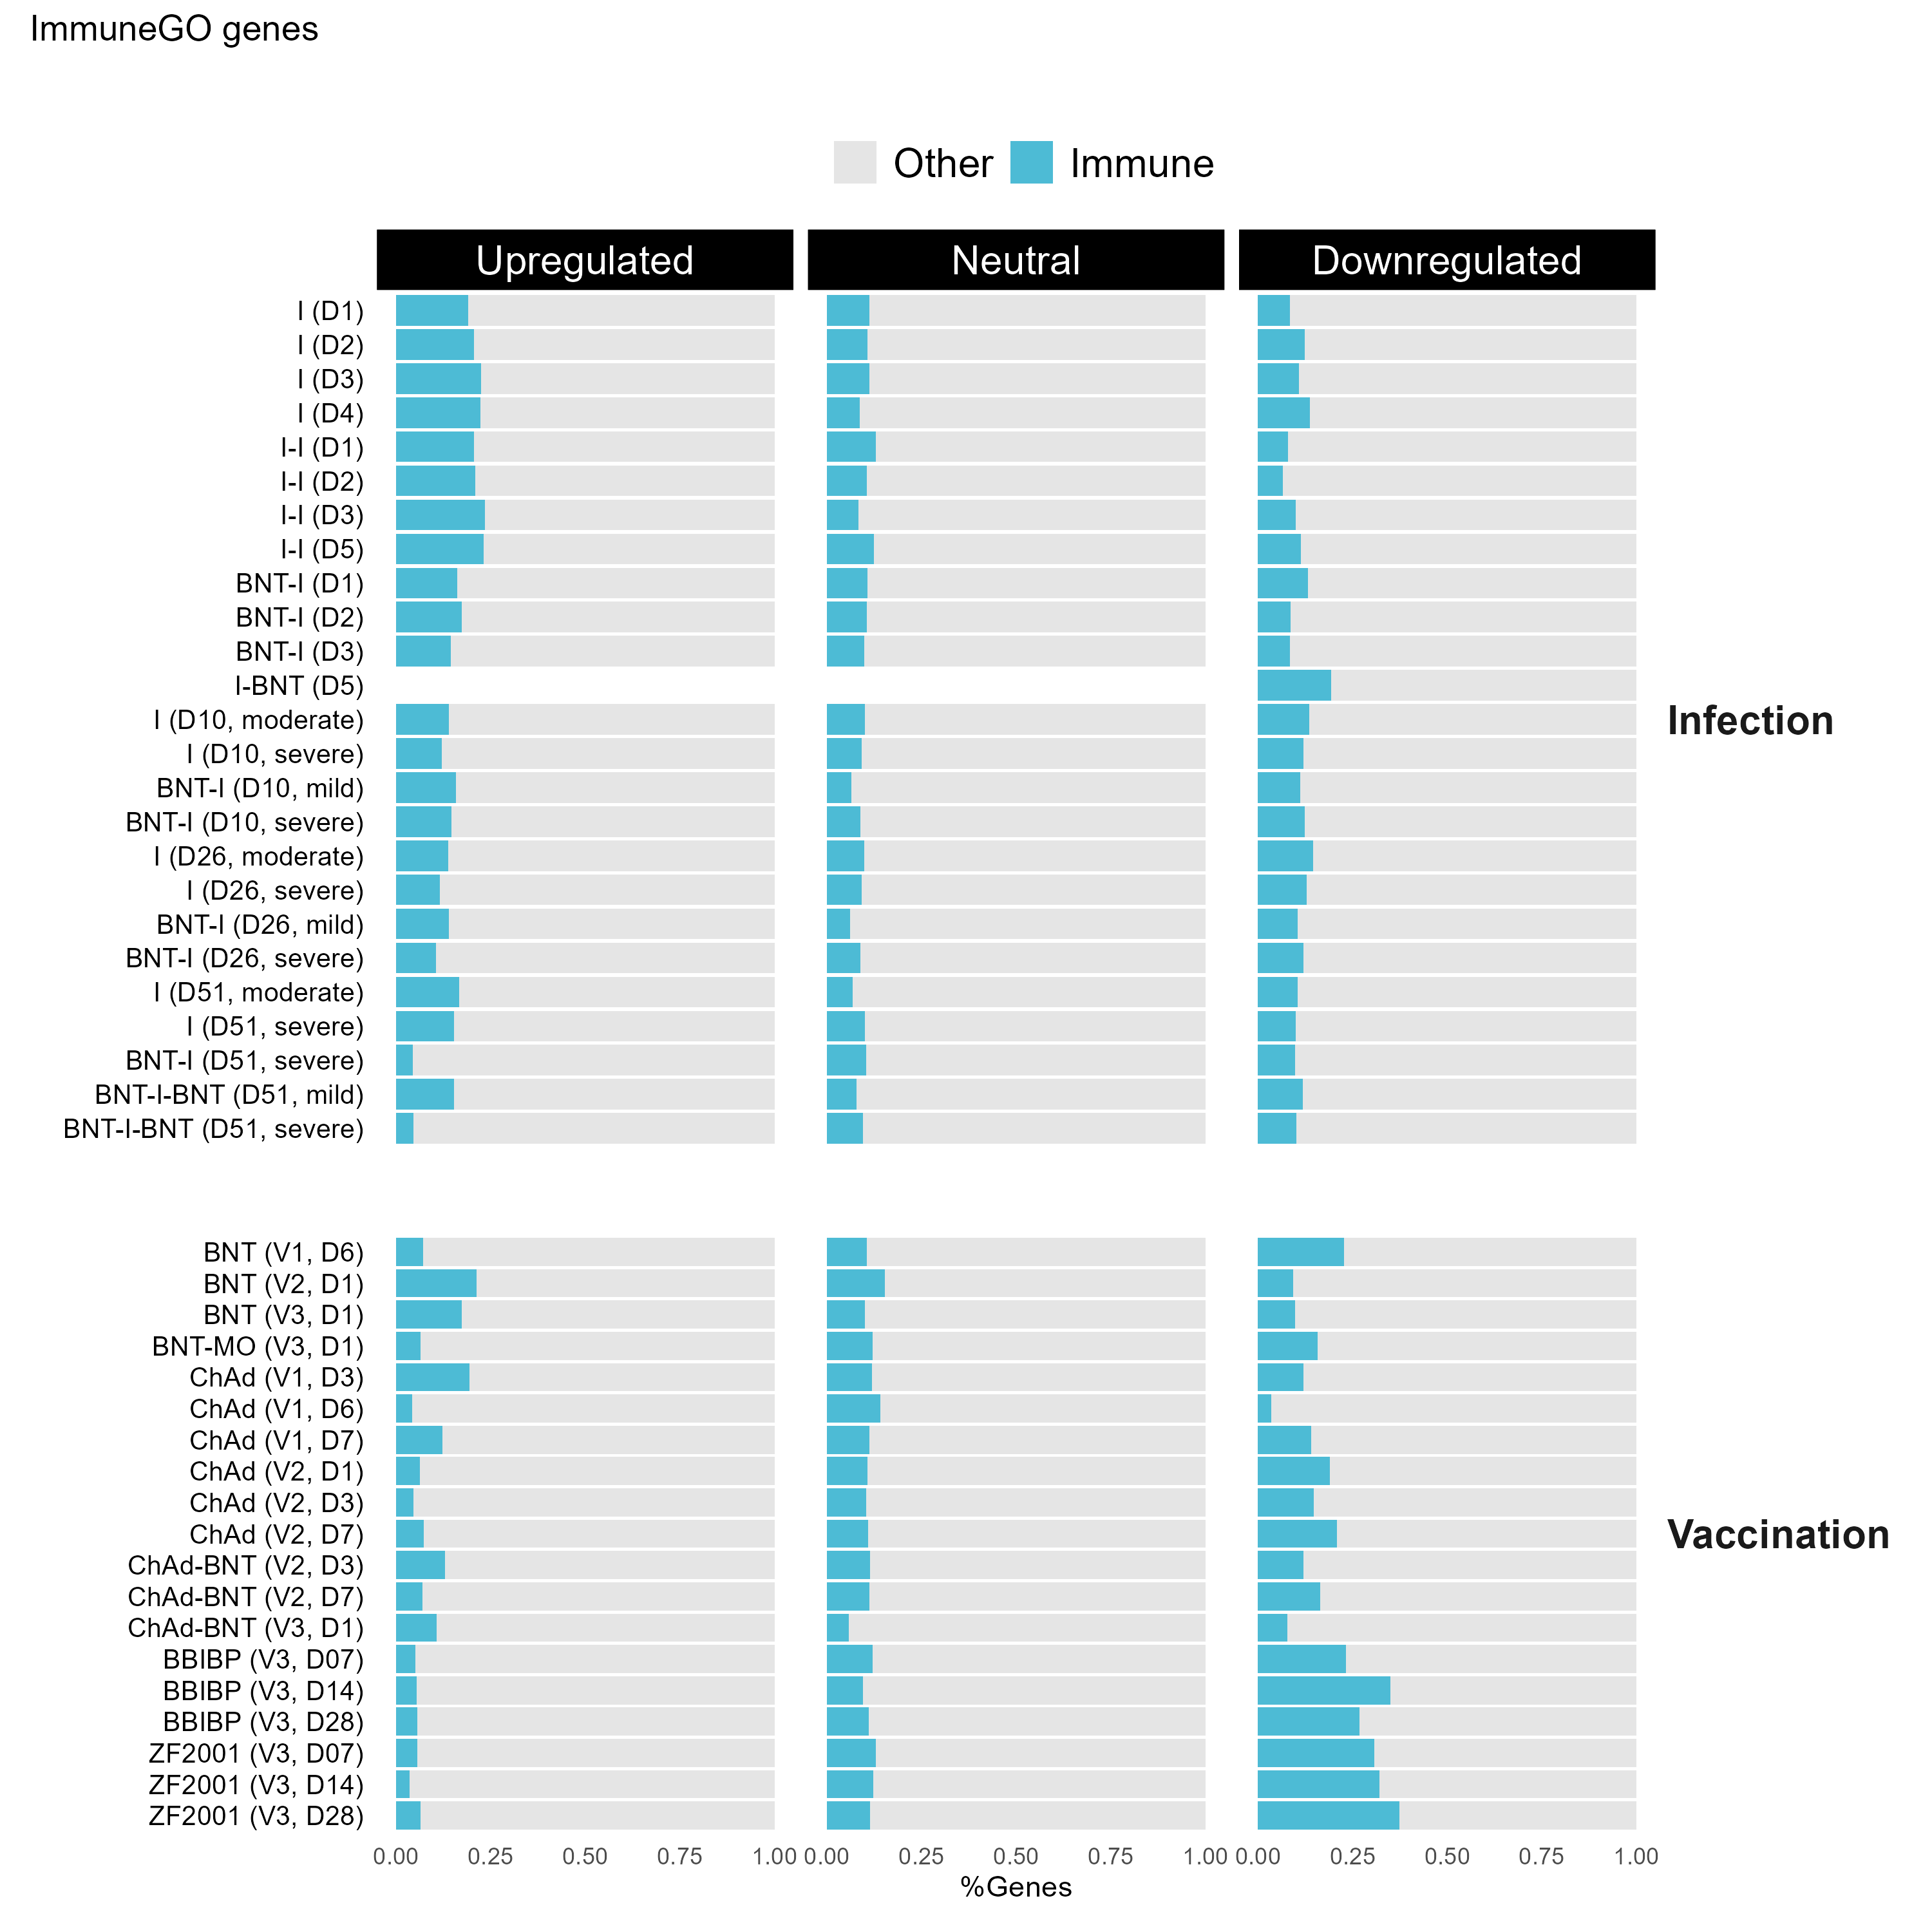 ImmuneGO genes
Other Immune
Upregulated Neutral Downregulated
I (D1)
I (D2)
I (D3)
I (D4)
I-I (D1)
I-I (D2)
I-I (D3)
I-I (D5)
BNT-I (D1)
BNT-I (D2)
BNT-I (D3)
I-BNT (D5)
I (D10, moderate)
I (D10, severe)
BNT-I (D10, mild)
BNT-I (D10, severe)
I (D26, moderate)
I (D26, severe)
BNT-I (D26, mild)
BNT-I (D26, severe)
I (D51, moderate)
I (D51, severe)
BNT-I (D51, severe)
BNT-I-BNT (D51, mild)
BNT-I-BNT (D51, severe)
Infection
BNT (V1, D6)
BNT (V2, D1)
BNT (V3, D1)
BNT-MO (V3, D1)
ChAd (V1, D3)
ChAd (V1, D6)
ChAd (V1, D7)
ChAd (V2, D1)
ChAd (V2, D3)
ChAd (V2, D7)
ChAd-BNT (V2, D3)
ChAd-BNT (V2, D7)
ChAd-BNT (V3, D1)
BBIBP (V3, D07)
BBIBP (V3, D14)
BBIBP (V3, D28)
ZF2001 (V3, D07)
ZF2001 (V3, D14)
ZF2001 (V3, D28)
Vaccination
0.00 0.25 0.50 0.75 1.00 0.00 0.25 0.50 0.75 1.00 0.00 0.25 0.50 0.75 1.00
%Genes